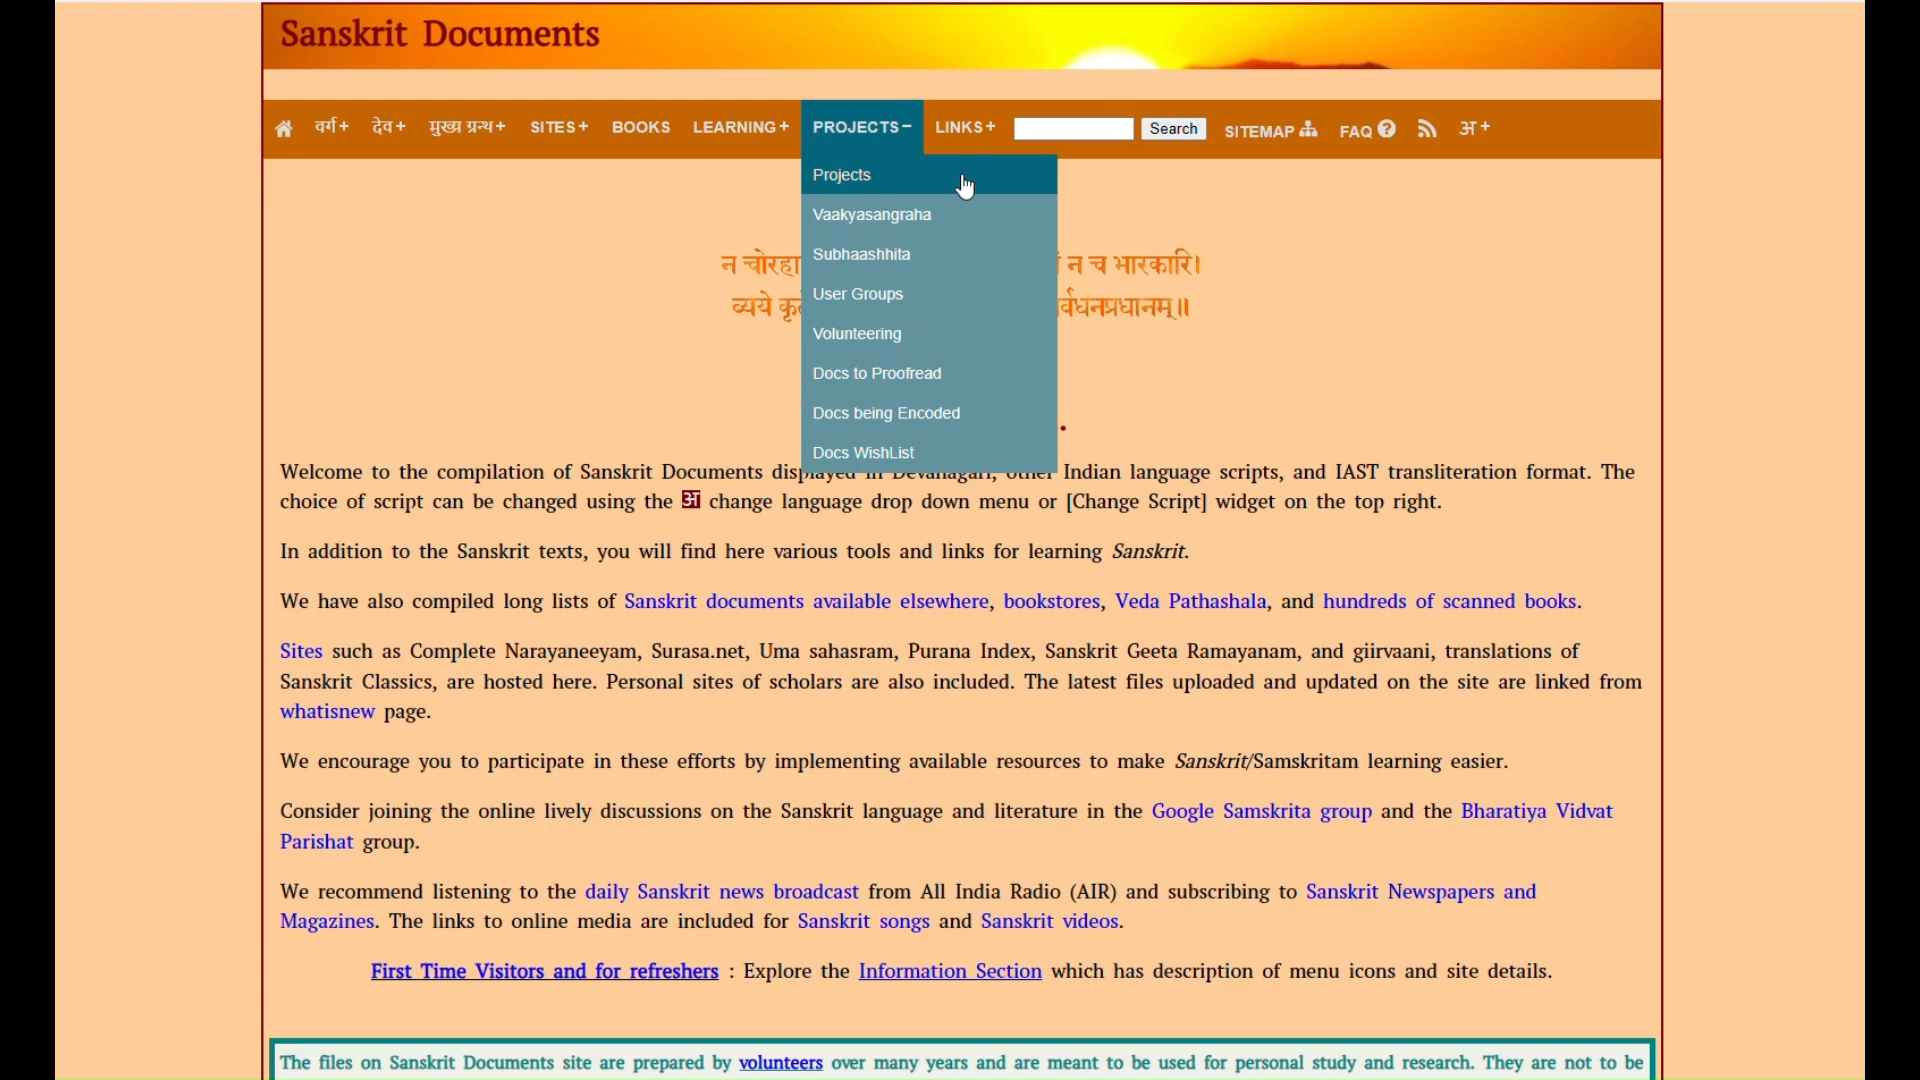 Sanskrit Documents
वर्ग+ देव+ मुख्य ग्रन्थ+ SITES+ BOOKS LEARNING+ PROJECTS− LINKS+ Search SITEMAP FAQ अ+
Projects
Vaakyasangraha
Subhaashhita
User Groups
Volunteering
Docs to Proofread
Docs being Encoded
Docs WishList
न चोरहा न च भारकारि।
व्यये र्वधनप्रधानम्॥
Welcome to the compilation of Sanskrit Documents displayed in Devanagari, other Indian language scripts, and IAST transliteration format. The
choice of script can be changed using the अ change language drop down menu or [Change Script] widget on the top right.
In addition to the Sanskrit texts, you will find here various tools and links for learning Sanskrit.
We have also compiled long lists of Sanskrit documents available elsewhere, bookstores, Veda Pathashala, and hundreds of scanned books.
Sites such as Complete Narayaneeyam, Surasa.net, Uma sahasram, Purana Index, Sanskrit Geeta Ramayanam, and giirvaani, translations of
Sanskrit Classics, are hosted here. Personal sites of scholars are also included. The latest files uploaded and updated on the site are linked from
whatisnew page.
We encourage you to participate in these efforts by implementing available resources to make Sanskrit/Samskritam learning easier.
Consider joining the online lively discussions on the Sanskrit language and literature in the Google Samskrita group and the Bharatiya Vidvat
Parishat group.
We recommend listening to the daily Sanskrit news broadcast from All India Radio (AIR) and subscribing to Sanskrit Newspapers and
Magazines. The links to online media are included for Sanskrit songs and Sanskrit videos.
First Time Visitors and for refreshers : Explore the Information Section which has description of menu icons and site details.
The files on Sanskrit Documents site are prepared by volunteers over many years and are meant to be used for personal study and research. They are not to be